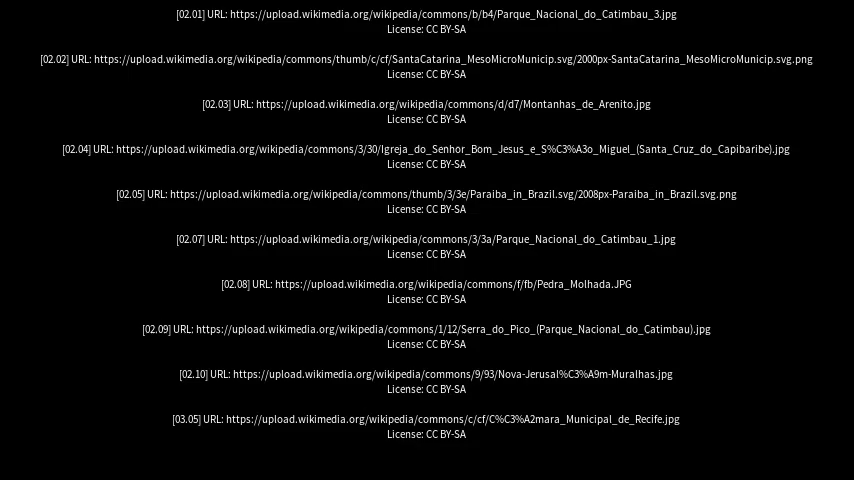 [02.01] URL: https://upload.wikimedia.org/wikipedia/commons/b/b4/Parque_Nacional_do_Catimbau_3.jpg
License: CC BY-SA
[02.02] URL: https://upload.wikimedia.org/wikipedia/commons/thumb/c/cf/SantaCatarina_MesoMicroMunicip.svg/2000px-SantaCatarina_MesoMicroMunicip.svg.png
License: CC BY-SA
[02.03] URL: https://upload.wikimedia.org/wikipedia/commons/d/d7/Montanhas_de_Arenito.jpg
License: CC BY-SA
[02.04] URL: https://upload.wikimedia.org/wikipedia/commons/3/30/Igreja_do_Senhor_Bom_Jesus_e_S%C3%A3o_Miguel_(Santa_Cruz_do_Capibaribe).jpg
License: CC BY-SA
[02.05] URL: https://upload.wikimedia.org/wikipedia/commons/thumb/3/3e/Paraiba_in_Brazil.svg/2008px-Paraiba_in_Brazil.svg.png
License: CC BY-SA
[02.07] URL: https://upload.wikimedia.org/wikipedia/commons/3/3a/Parque_Nacional_do_Catimbau_1.jpg
License: CC BY-SA
[02.08] URL: https://upload.wikimedia.org/wikipedia/commons/f/fb/Pedra_Molhada.JPG
License: CC BY-SA
[02.09] URL: https://upload.wikimedia.org/wikipedia/commons/1/12/Serra_do_Pico_(Parque_Nacional_do_Catimbau).jpg
License: CC BY-SA
[02.10] URL: https://upload.wikimedia.org/wikipedia/commons/9/93/Nova-Jerusal%C3%A9m-Muralhas.jpg
License: CC BY-SA
[03.05] URL: https://upload.wikimedia.org/wikipedia/commons/c/cf/C%C3%A2mara_Municipal_de_Recife.jpg
License: CC BY-SA